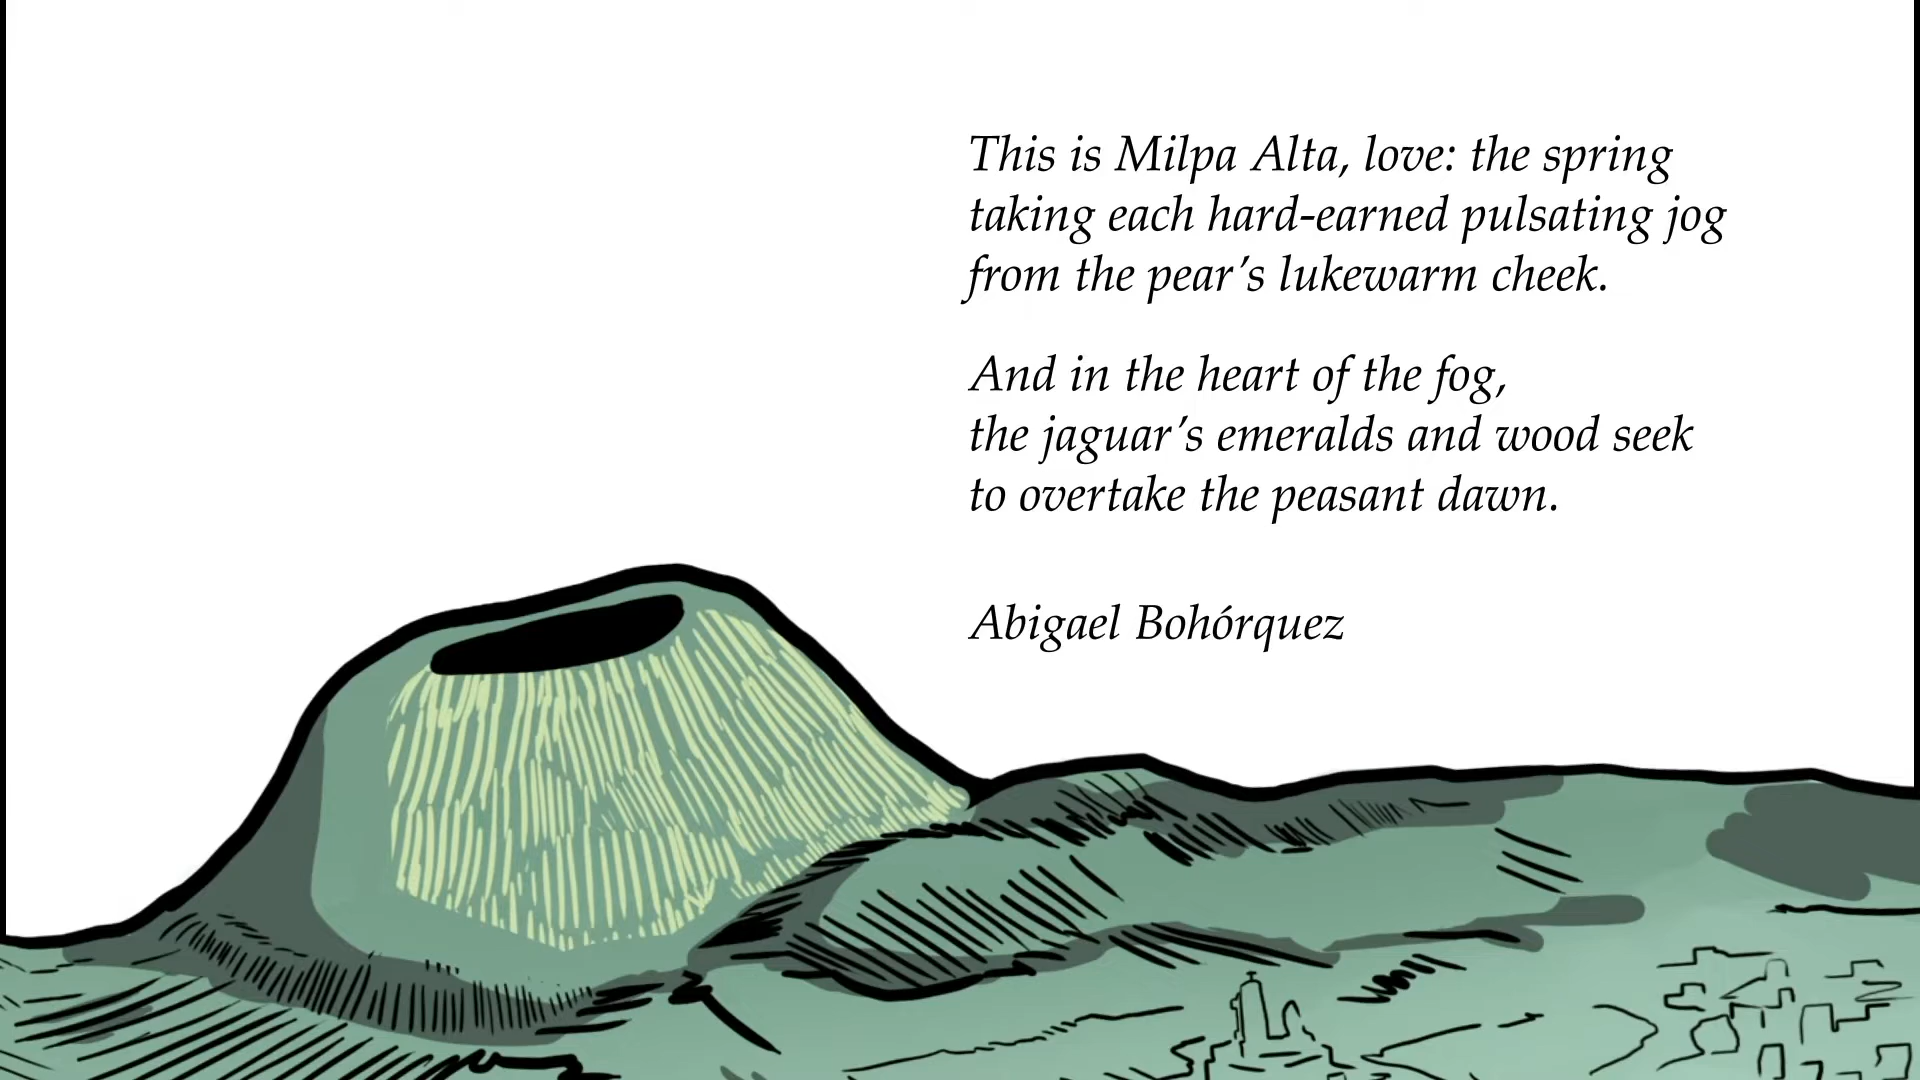 This is Milpa Alta, love: the spring
taking each hard-earned pulsating jog
from the pear’s lukewarm cheek.
And in the heart of the fog,
the jaguar’s emeralds and wood seek
to overtake the peasant dawn.
Abigael Bohórquez